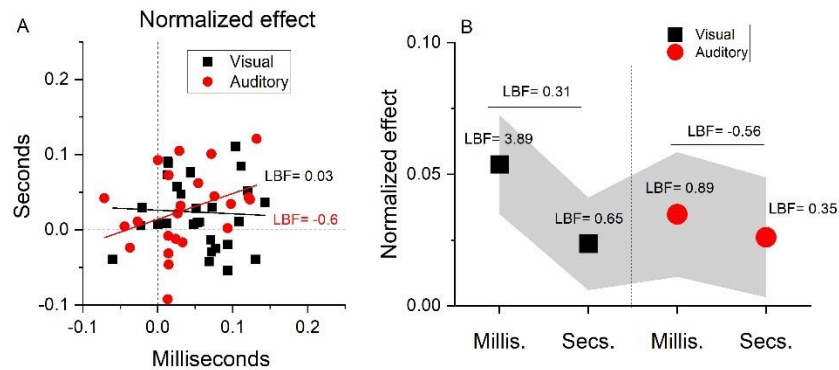 A
Normalized effect
Visual
Auditory
0.2
0.1
0.0
-0.1
Seconds
LBF= 0.03
LBF= -0.6
-0.1
0.0
0.1
0.2
Milliseconds
B
Visual
Auditory
0.10
0.05
0.00
Normalized effect
LBF= 0.31
LBF= 3.89
LBF= 0.65
LBF= -0.56
LBF= 0.89
LBF= 0.35
Millis.
Secs.
Millis.
Secs.